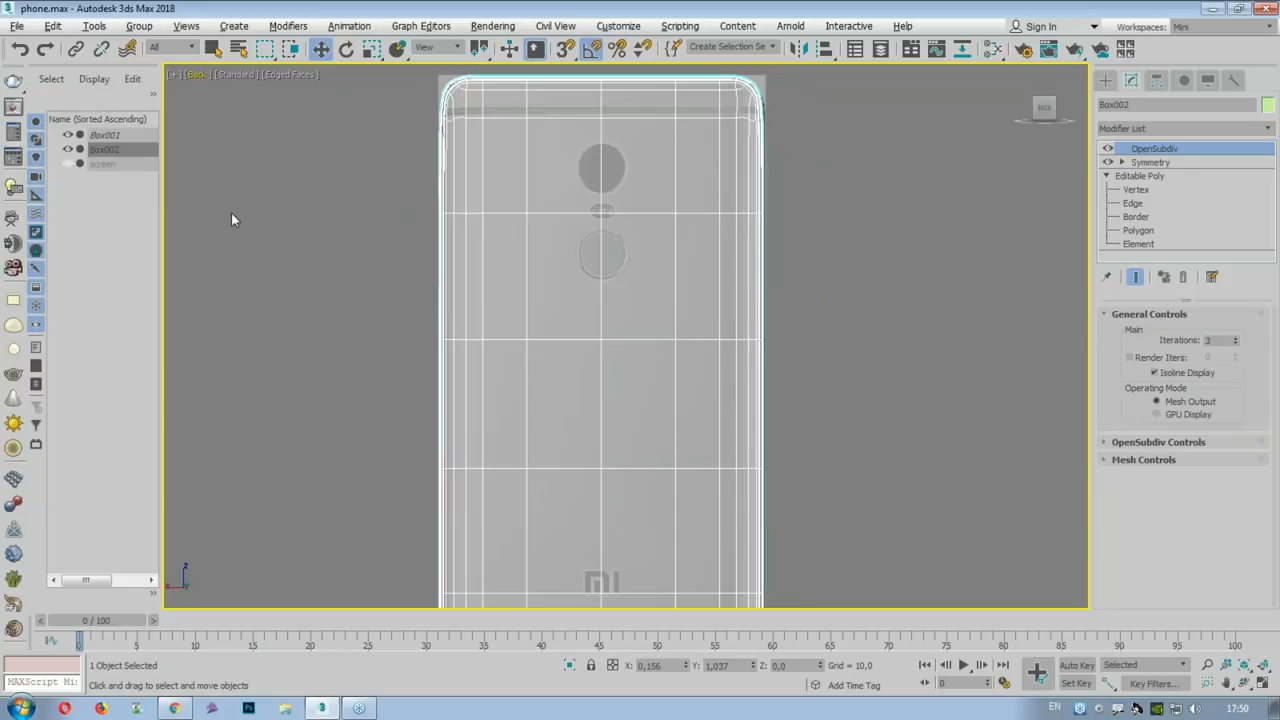 phone.max - Autodesk 3ds Max 2018
File Edit Tools Group Views Create Modifiers Animation Graph Editors Rendering Civil View Customize Scripting Content Arnold Interactive Help Sign In Workspaces: Mini
All View Create Selection Se
Select Display Edit
[+] [Back] [Standard] [Edged Faces]
BACK
Box002
Name (Sorted Ascending)
Box001
Box002
screen
Modifier List
OpenSubdiv
Symmetry
Editable Poly
Vertex
Edge
Border
Polygon
Element
General Controls
Main
Iterations: 3
Render Iters: 0
Isoline Display
Operating Mode
Mesh Output
GPU Display
OpenSubdiv Controls
Mesh Controls
MI
z
x
0 / 100
0 5 10 15 20 25 30 35 40 45 50 55 60 65 70 75 80 85 90 95 100
1 Object Selected X: 0,156 Y: 1,037 Z: 0,0 Grid = 10,0 Auto Key Selected
MAXScript Mi Click and drag to select and move objects Add Time Tag 0 Set Key Key Filters...
EN 17:50